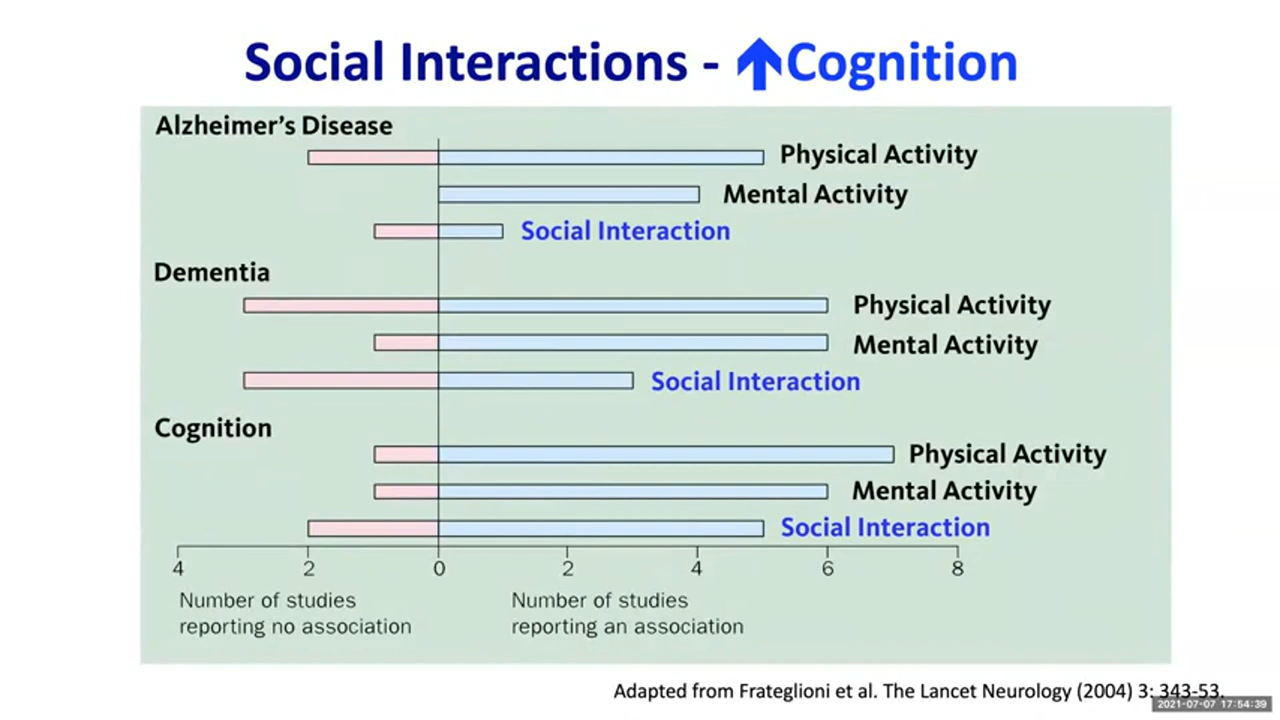 Social Interactions - ↑Cognition
Alzheimer's Disease
Physical Activity
Mental Activity
Social Interaction
Dementia
Physical Activity
Mental Activity
Social Interaction
Cognition
Physical Activity
Mental Activity
Social Interaction
4 2 0 2 4 6 8
Number of studies
reporting no association
Number of studies
reporting an association
Adapted from Frateglioni et al. The Lancet Neurology (2004) 3: 343-53.
2021-07-07 17:54:39